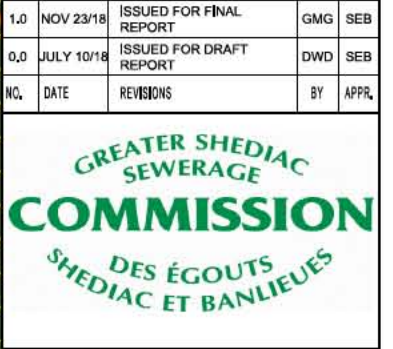 1.0 NOV 23/18 ISSUED FOR FINAL REPORT GMG SEB
0.0 JULY 10/18 ISSUED FOR DRAFT REPORT DWD SEB
NO. DATE REVISIONS BY APPR.
GREATER SHEDIAC
SEWERAGE
COMMISSION
DES ÉGOUTS
SHEDIAC ET BANLIEUES